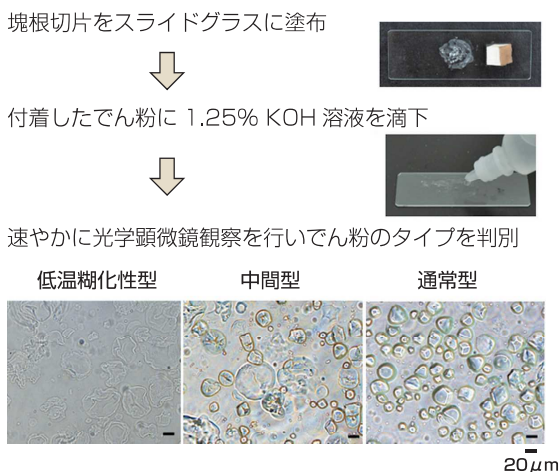 塊根切片をスライドグラスに塗布
付着したでん粉に 1.25% KOH 溶液を滴下
速やかに光学顕微鏡観察を行いでん粉のタイプを判別
低温糊化性型 中間型 通常型
20μm